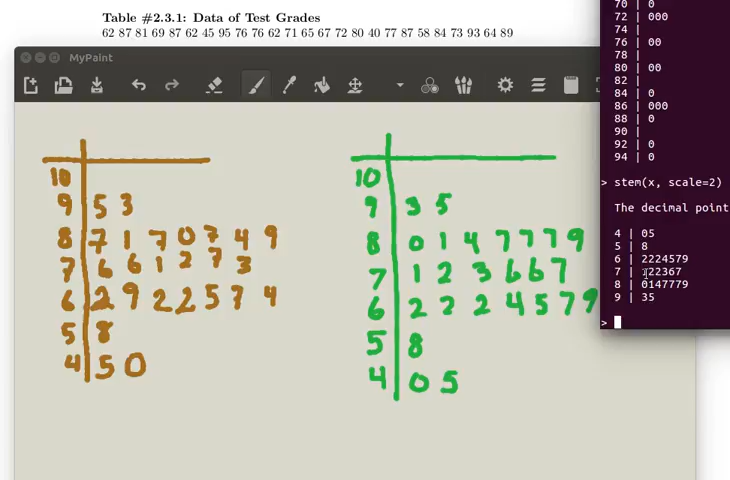 Table #2.3.1: Data of Test Grades
62 87 81 69 87 62 45 95 76 76 62 71 65 67 72 80 40 77 87 58 84 73 93 64 89
MyPaint
10
9 5 3
8 7 1 7 0 7 4 9
7 6 6 1 2 7 3
6 2 9 2 2 5 7 4
5 8
4 5 0
10
9 3 5
8 0 1 4 7 7 7 9
7 1 2 3 6 6 7
6 2 2 2 4 5 7 9
5 8
4 0 5
70 | 0
72 | 000
74 |
76 | 00
78 |
80 | 00
82 |
84 | 0
86 | 000
88 | 0
90 |
92 | 0
94 | 0
> stem(x, scale=2)
The decimal point
4 | 05
5 | 8
6 | 2224579
7 | 122367
8 | 0147779
9 | 35
>